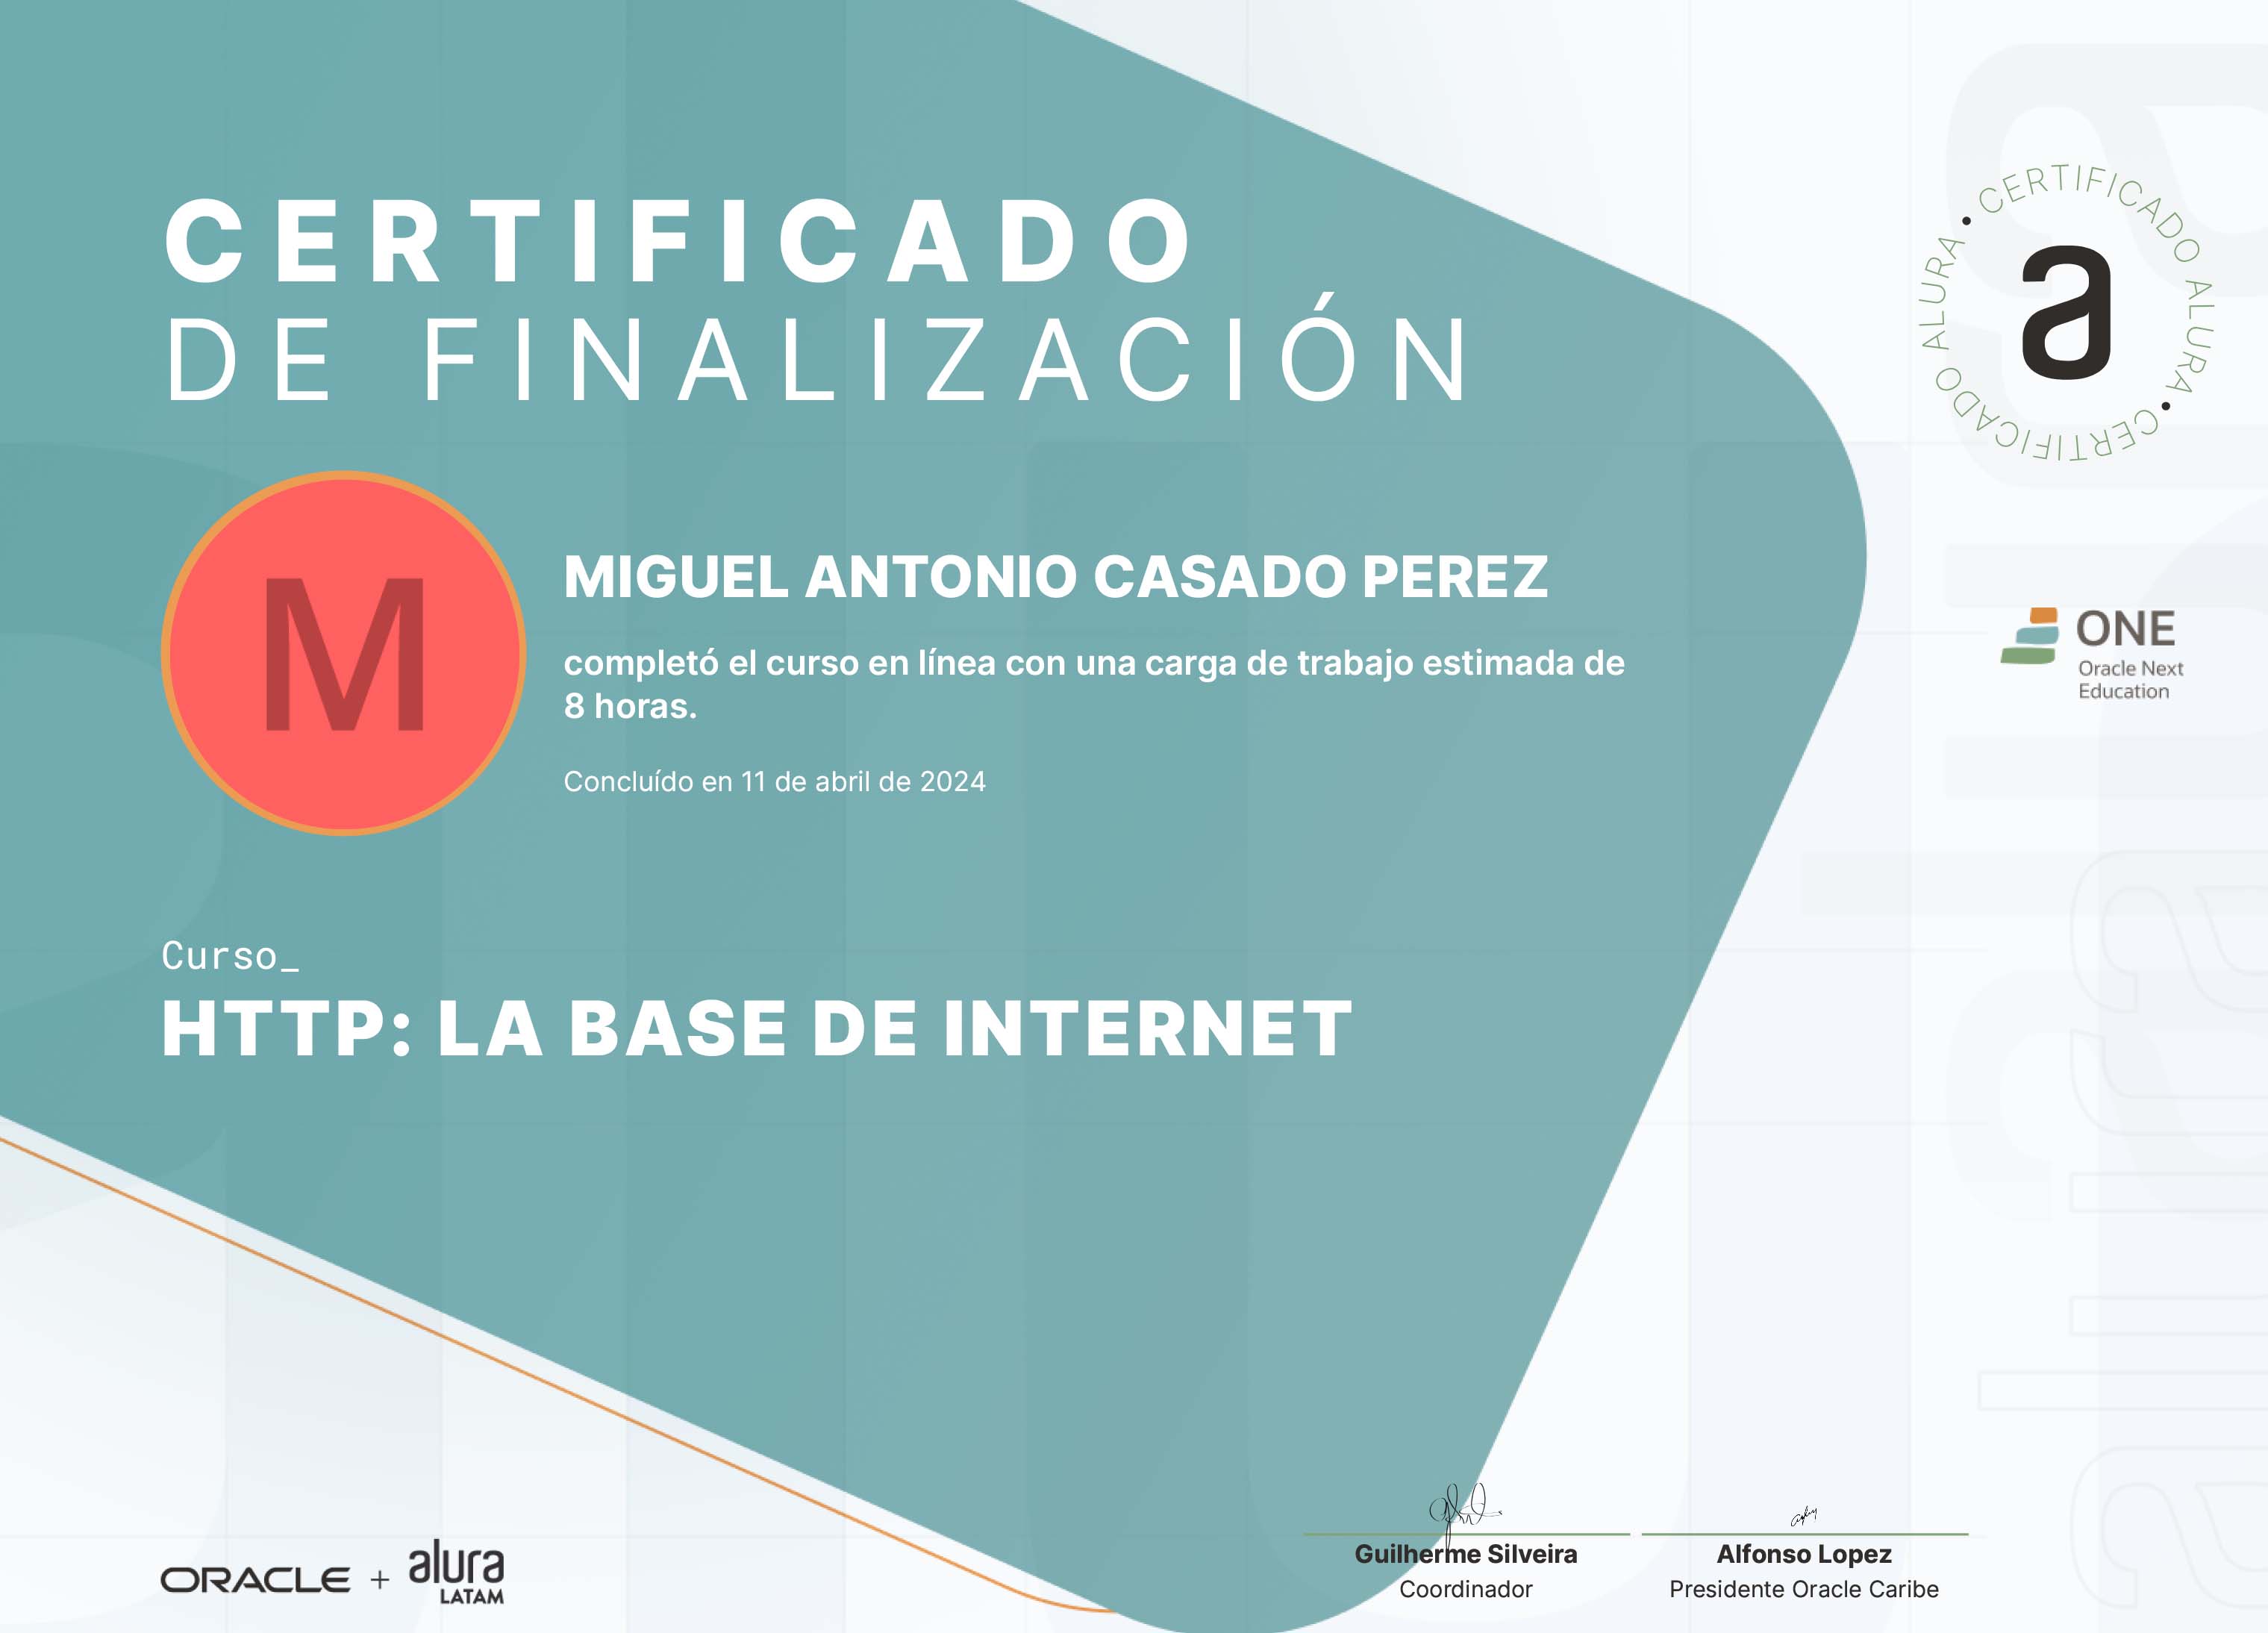 CERTIFICADO
DE FINALIZACIÓN
• CERTIFICADO ALURA • CERTIFICADO ALURA
a
M
MIGUEL ANTONIO CASADO PEREZ
completó el curso en línea con una carga de trabajo estimada de
8 horas.
Concluído en 11 de abril de 2024
ONE
Oracle Next
Education
Curso_
HTTP: LA BASE DE INTERNET
ORACLE + alura
LATAM
Guilherme Silveira
Coordinador
Alfonso Lopez
Presidente Oracle Caribe
alura